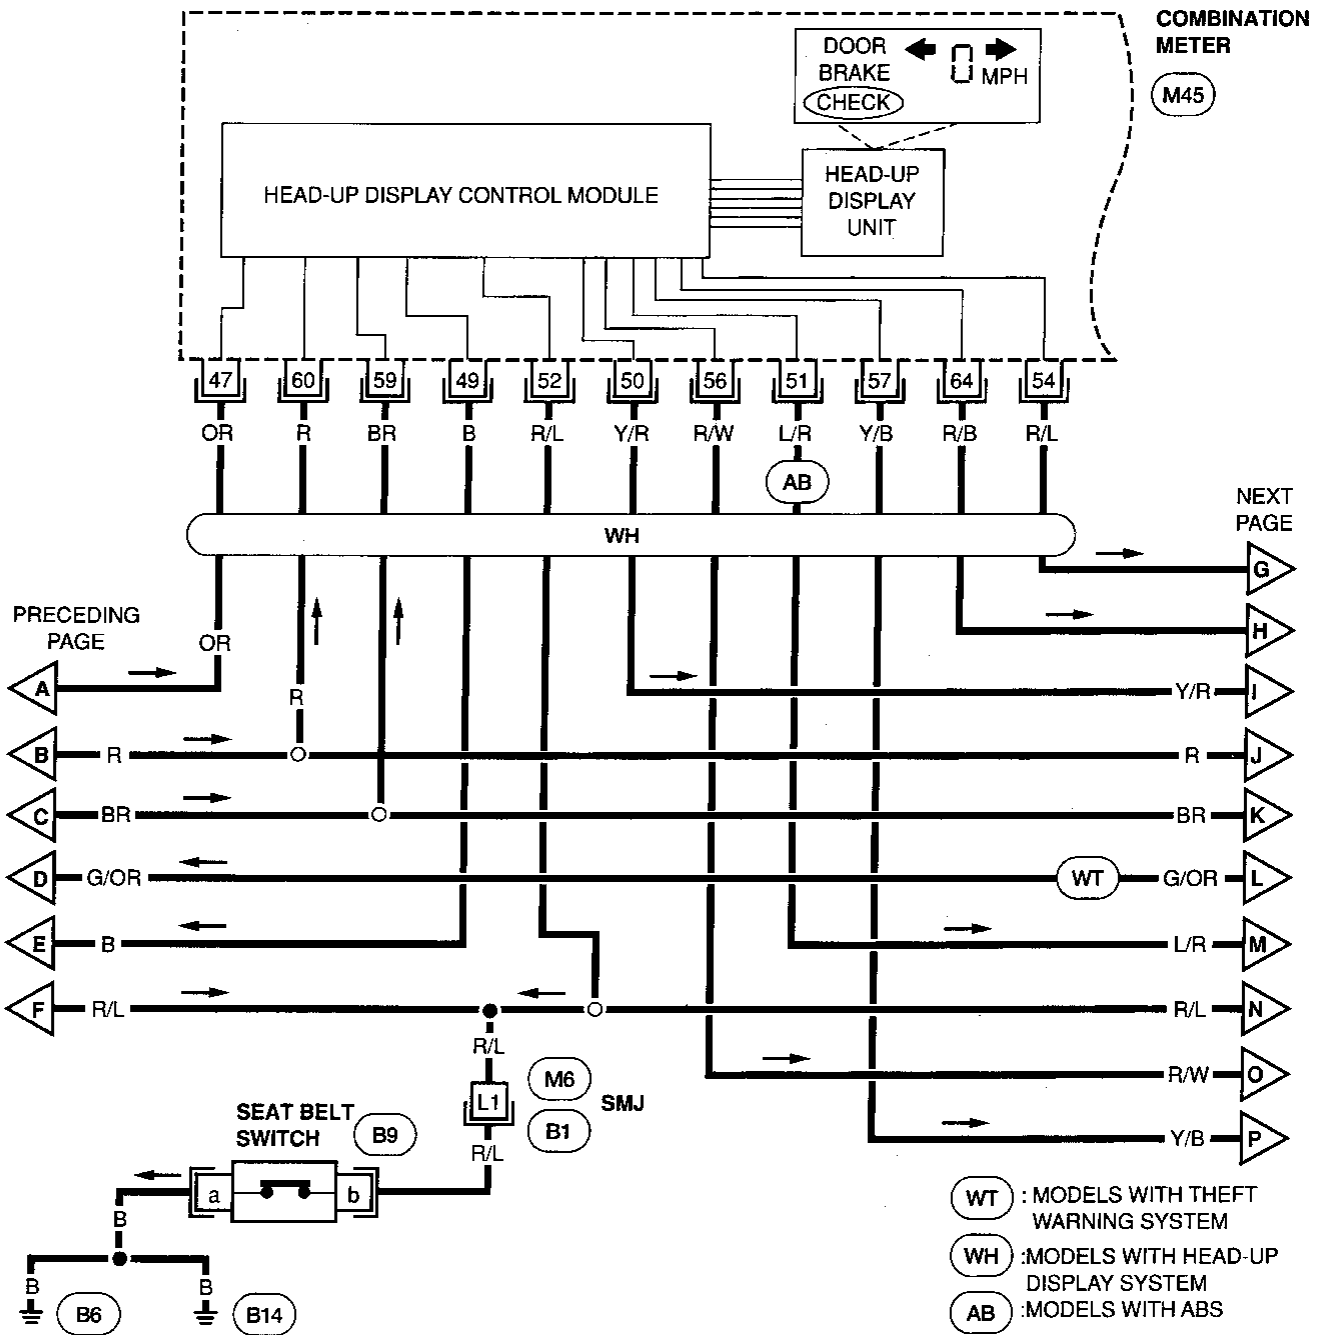 COMBINATION
METER
M45
DOOR
BRAKE
CHECK
0 MPH
HEAD-UP DISPLAY CONTROL MODULE
HEAD-UP
DISPLAY
UNIT
47 60 59 49 52 50 56 51 57 64 54
OR R BR B R/L Y/R R/W L/R Y/B R/B R/L
AB
WH
NEXT
PAGE
G
PRECEDING
PAGE
H
OR
A
R
Y/R I
B R R J
C BR BR K
D G/OR WT G/OR L
E B L/R M
F R/L R/L N
R/L
M6
R/W O
L1
SMJ
B1
SEAT BELT
SWITCH
B9
R/L
Y/B P
a b
B
B B
B6 B14
WT : MODELS WITH THEFT
WARNING SYSTEM
WH :MODELS WITH HEAD-UP
DISPLAY SYSTEM
AB :MODELS WITH ABS